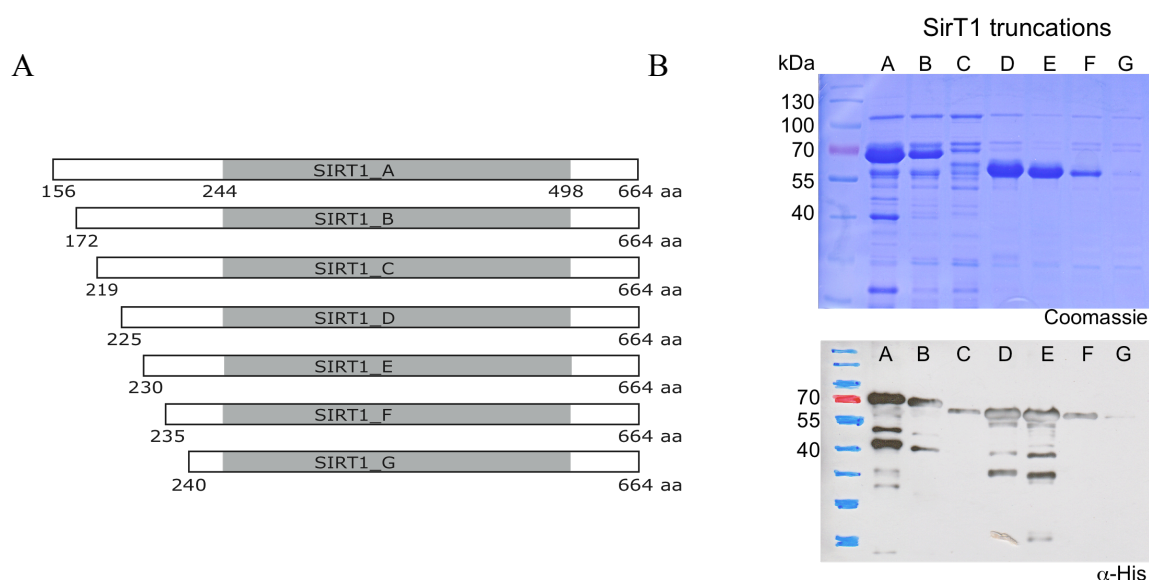 A
SIRT1_A
156 244 498 664 aa
SIRT1_B
172 664 aa
SIRT1_C
219 664 aa
SIRT1_D
225 664 aa
SIRT1_E
230 664 aa
SIRT1_F
235 664 aa
SIRT1_G
240 664 aa
B
SirT1 truncations
kDa A B C D E F G
130
100
70
55
40
Coomassie
A B C D E F G
70
55
40
α-His